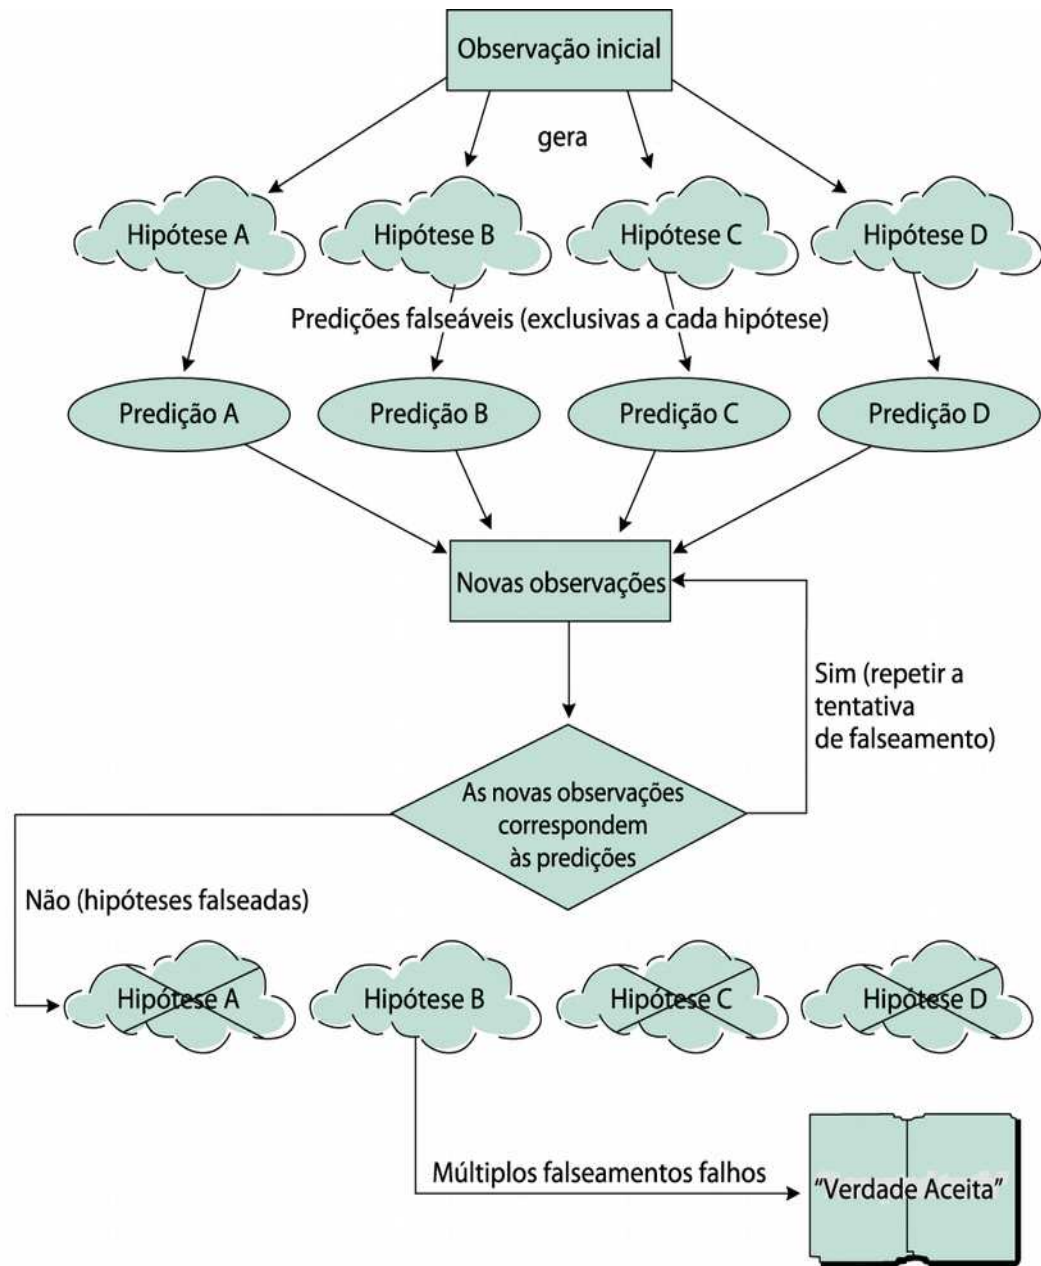 Observação inicial
gera
Hipótese A
Hipótese B
Hipótese C
Hipótese D
Predições falseáveis (exclusivas a cada hipótese)
Predição A
Predição B
Predição C
Predição D
Novas observações
Sim (repetir a
tentativa
de falseamento)
As novas observações
correspondem
às predições
Não (hipóteses falseadas)
Hipótese A
Hipótese B
Hipótese C
Hipótese D
Múltiplos falseamentos falhos
“Verdade Aceita”